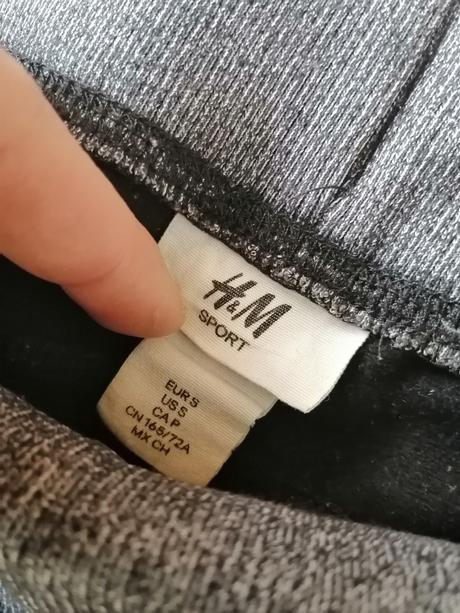 H&M
SPORT
EUR S
US S
CA P
CN 165/72A
MX CH